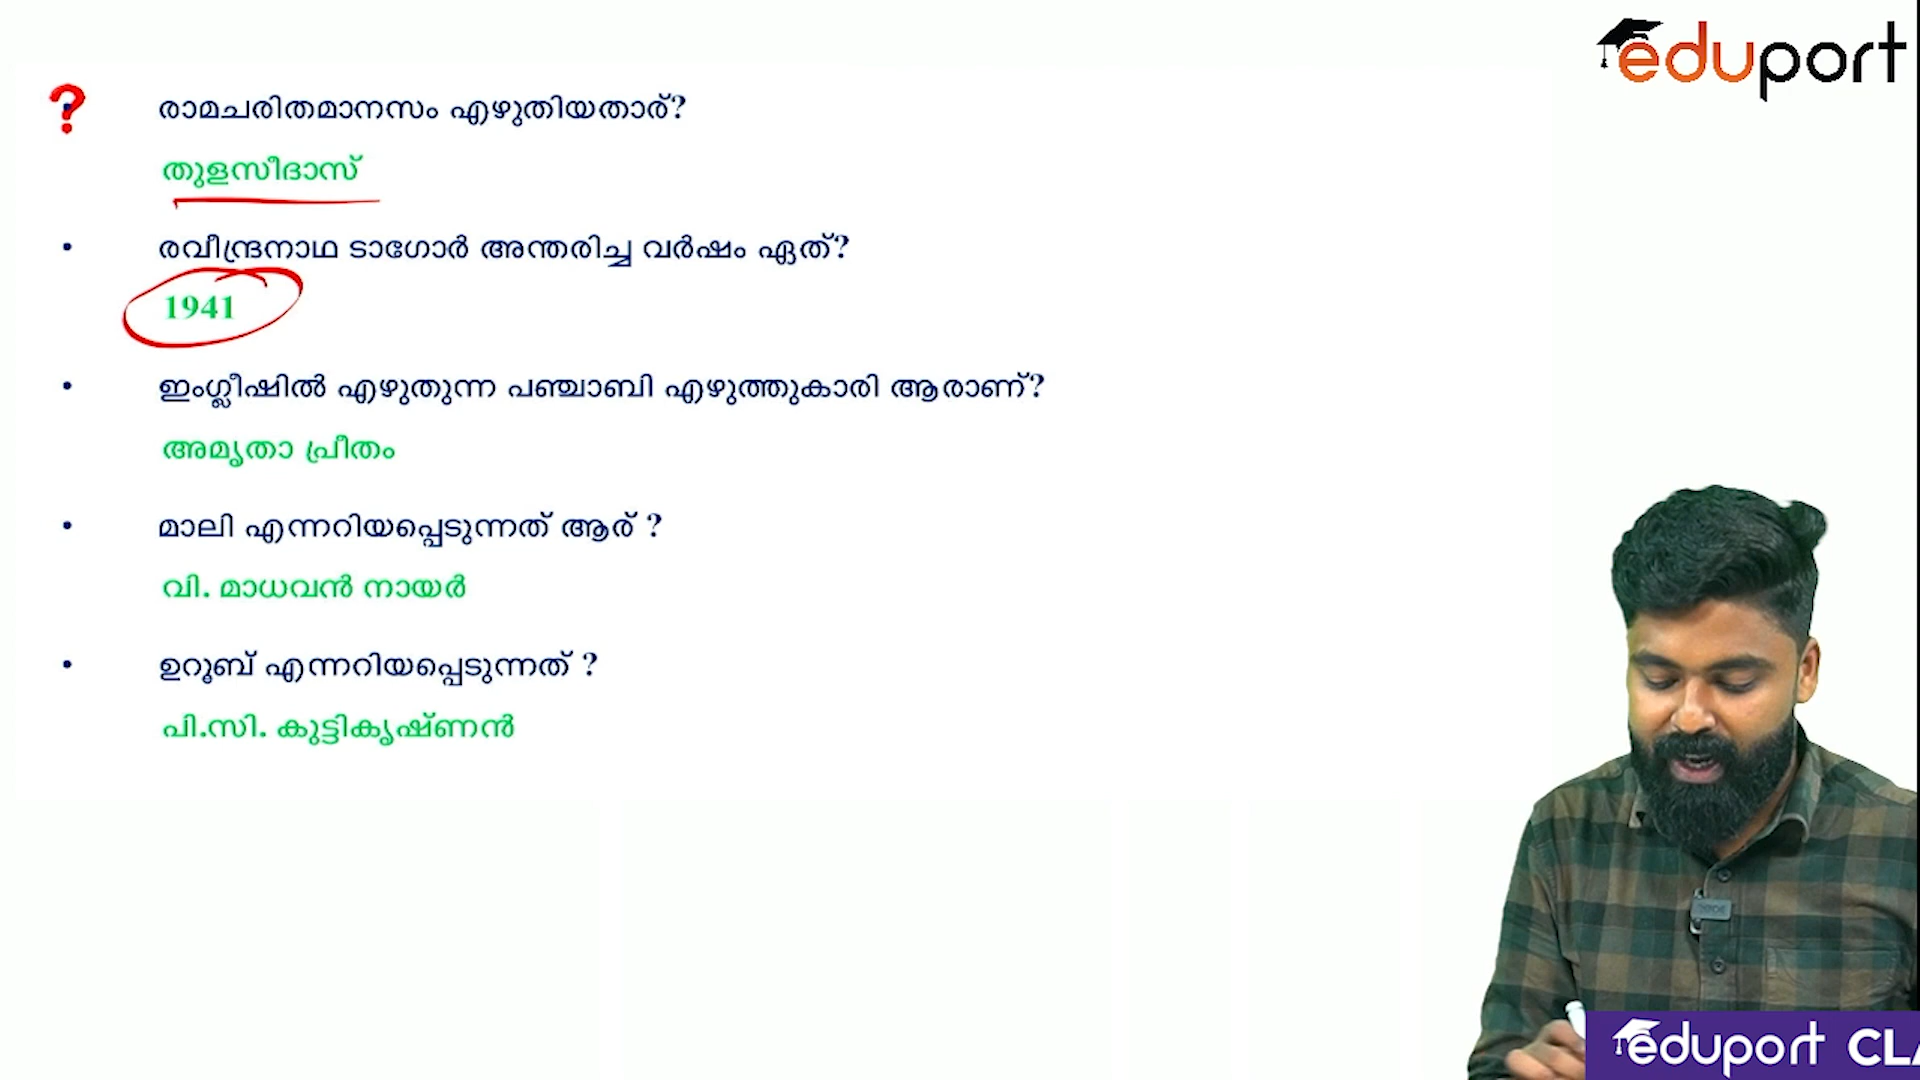 eduport
? രാമചരിതമാനസം എഴുതിയതാര്?
തുളസീദാസ്
• രവീന്ദ്രനാഥ ടാഗോർ അന്തരിച്ച വർഷം ഏത്?
1941
• ഇംഗ്ലീഷിൽ എഴുതുന്ന പഞ്ചാബി എഴുത്തുകാരി ആരാണ്?
അമൃതാ പ്രീതം
• മാലി എന്നറിയപ്പെടുന്നത് ആര് ?
വി. മാധവൻ നായർ
• ഉറൂബ് എന്നറിയപ്പെടുന്നത് ?
പി.സി. കുട്ടികൃഷ്ണൻ
eduport CLA